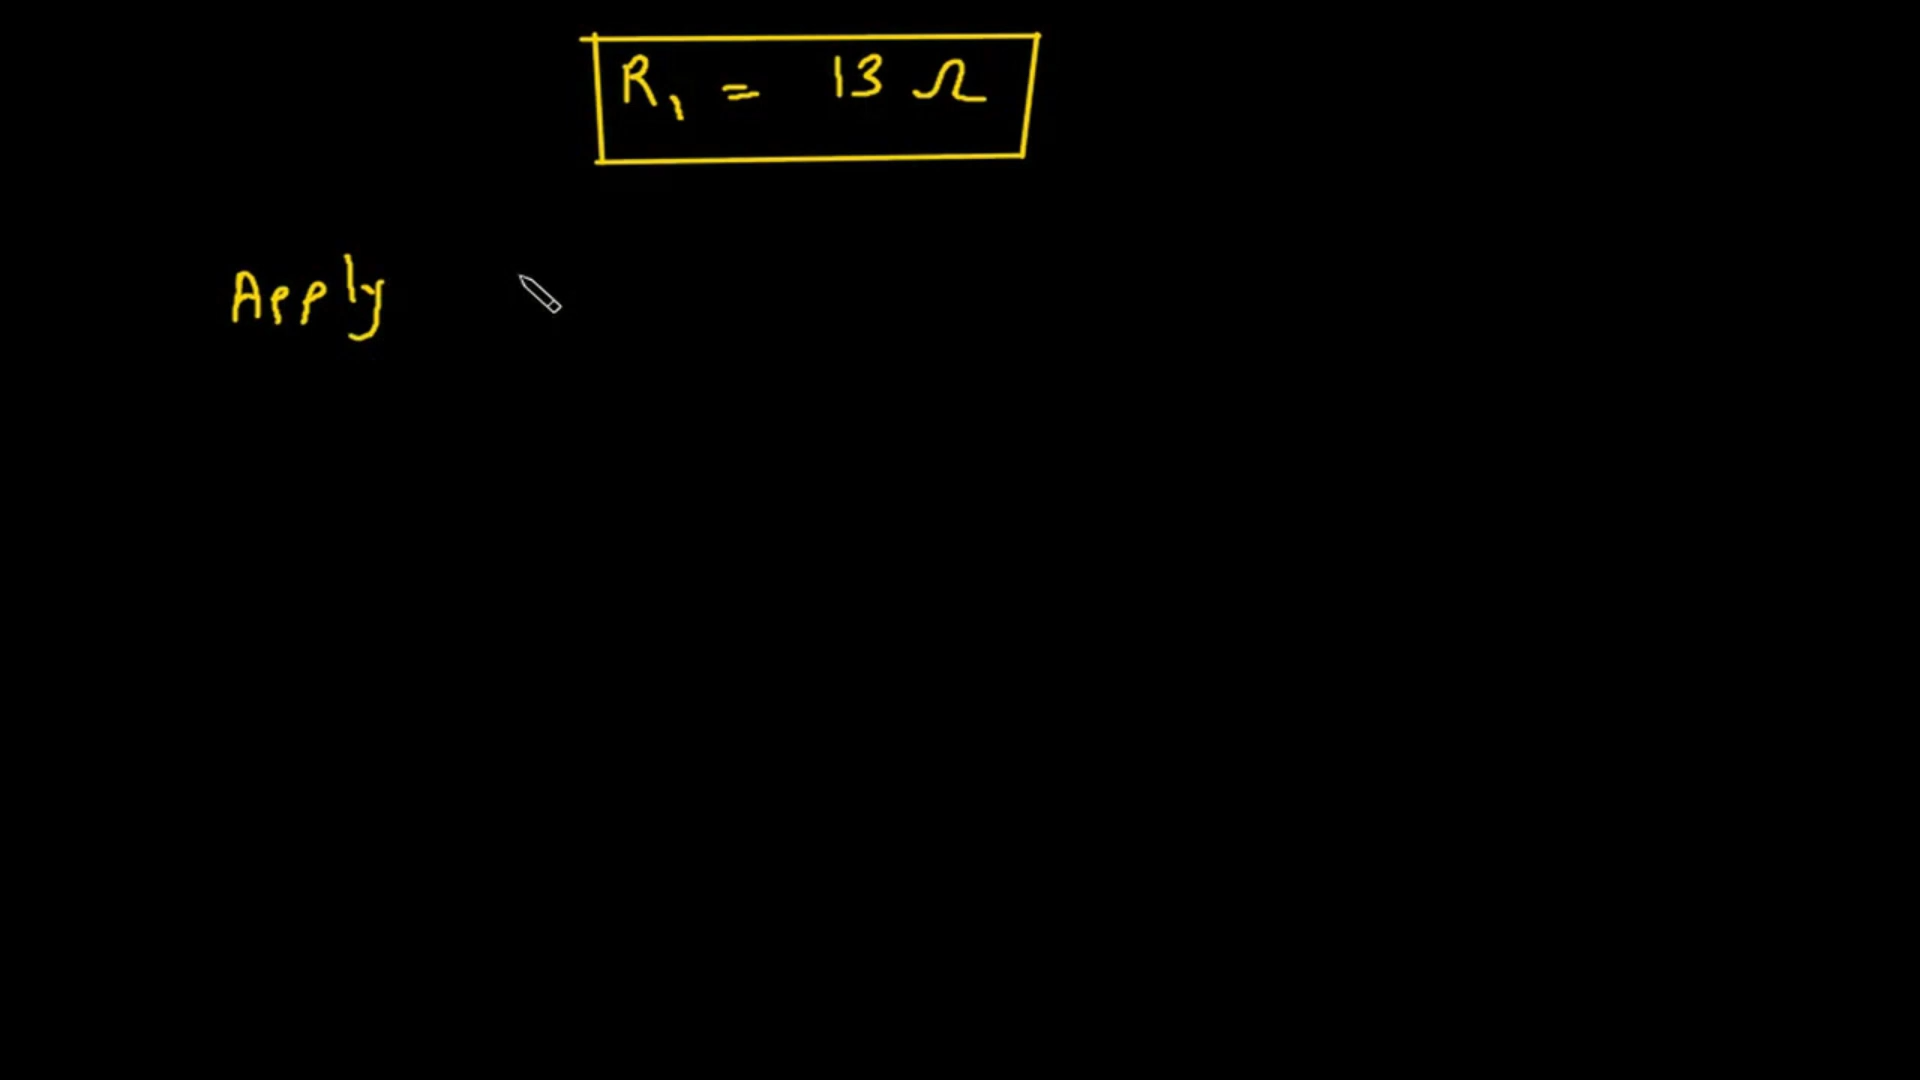 R₁ = 13 Ω
Apply